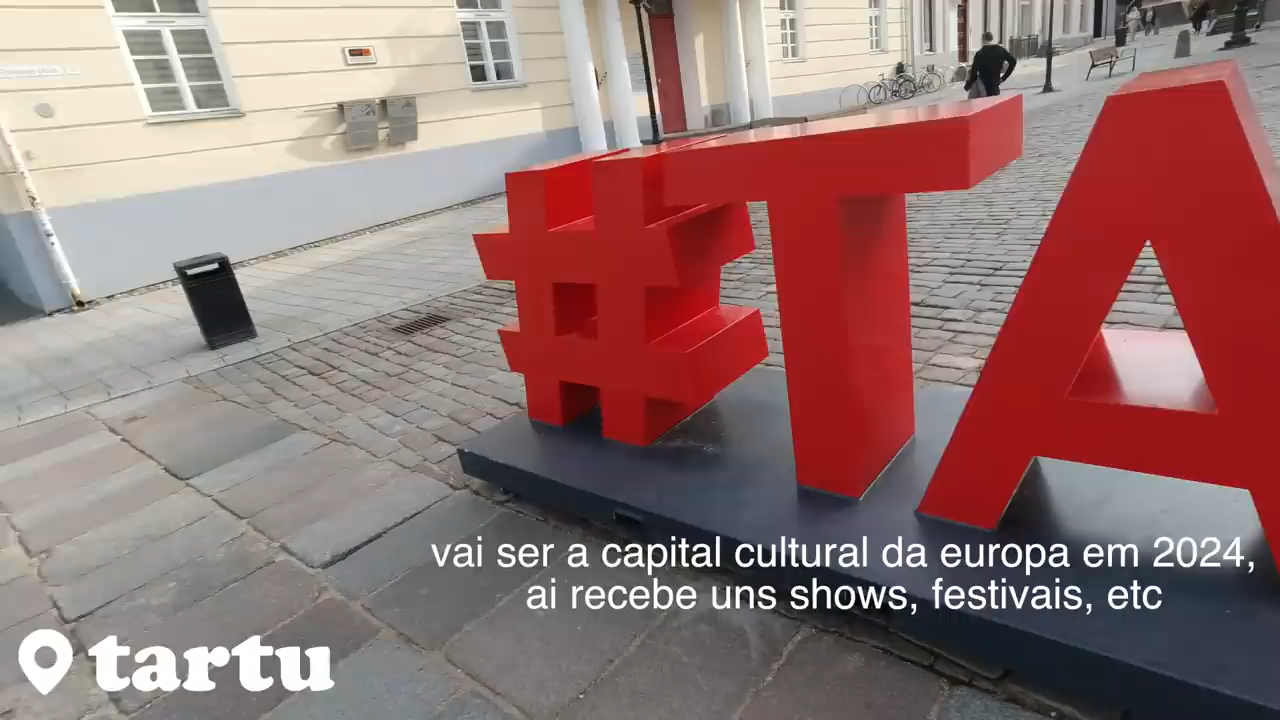 #TA
vai ser a capital cultural da europa em 2024,
ai recebe uns shows, festivais, etc
tartu